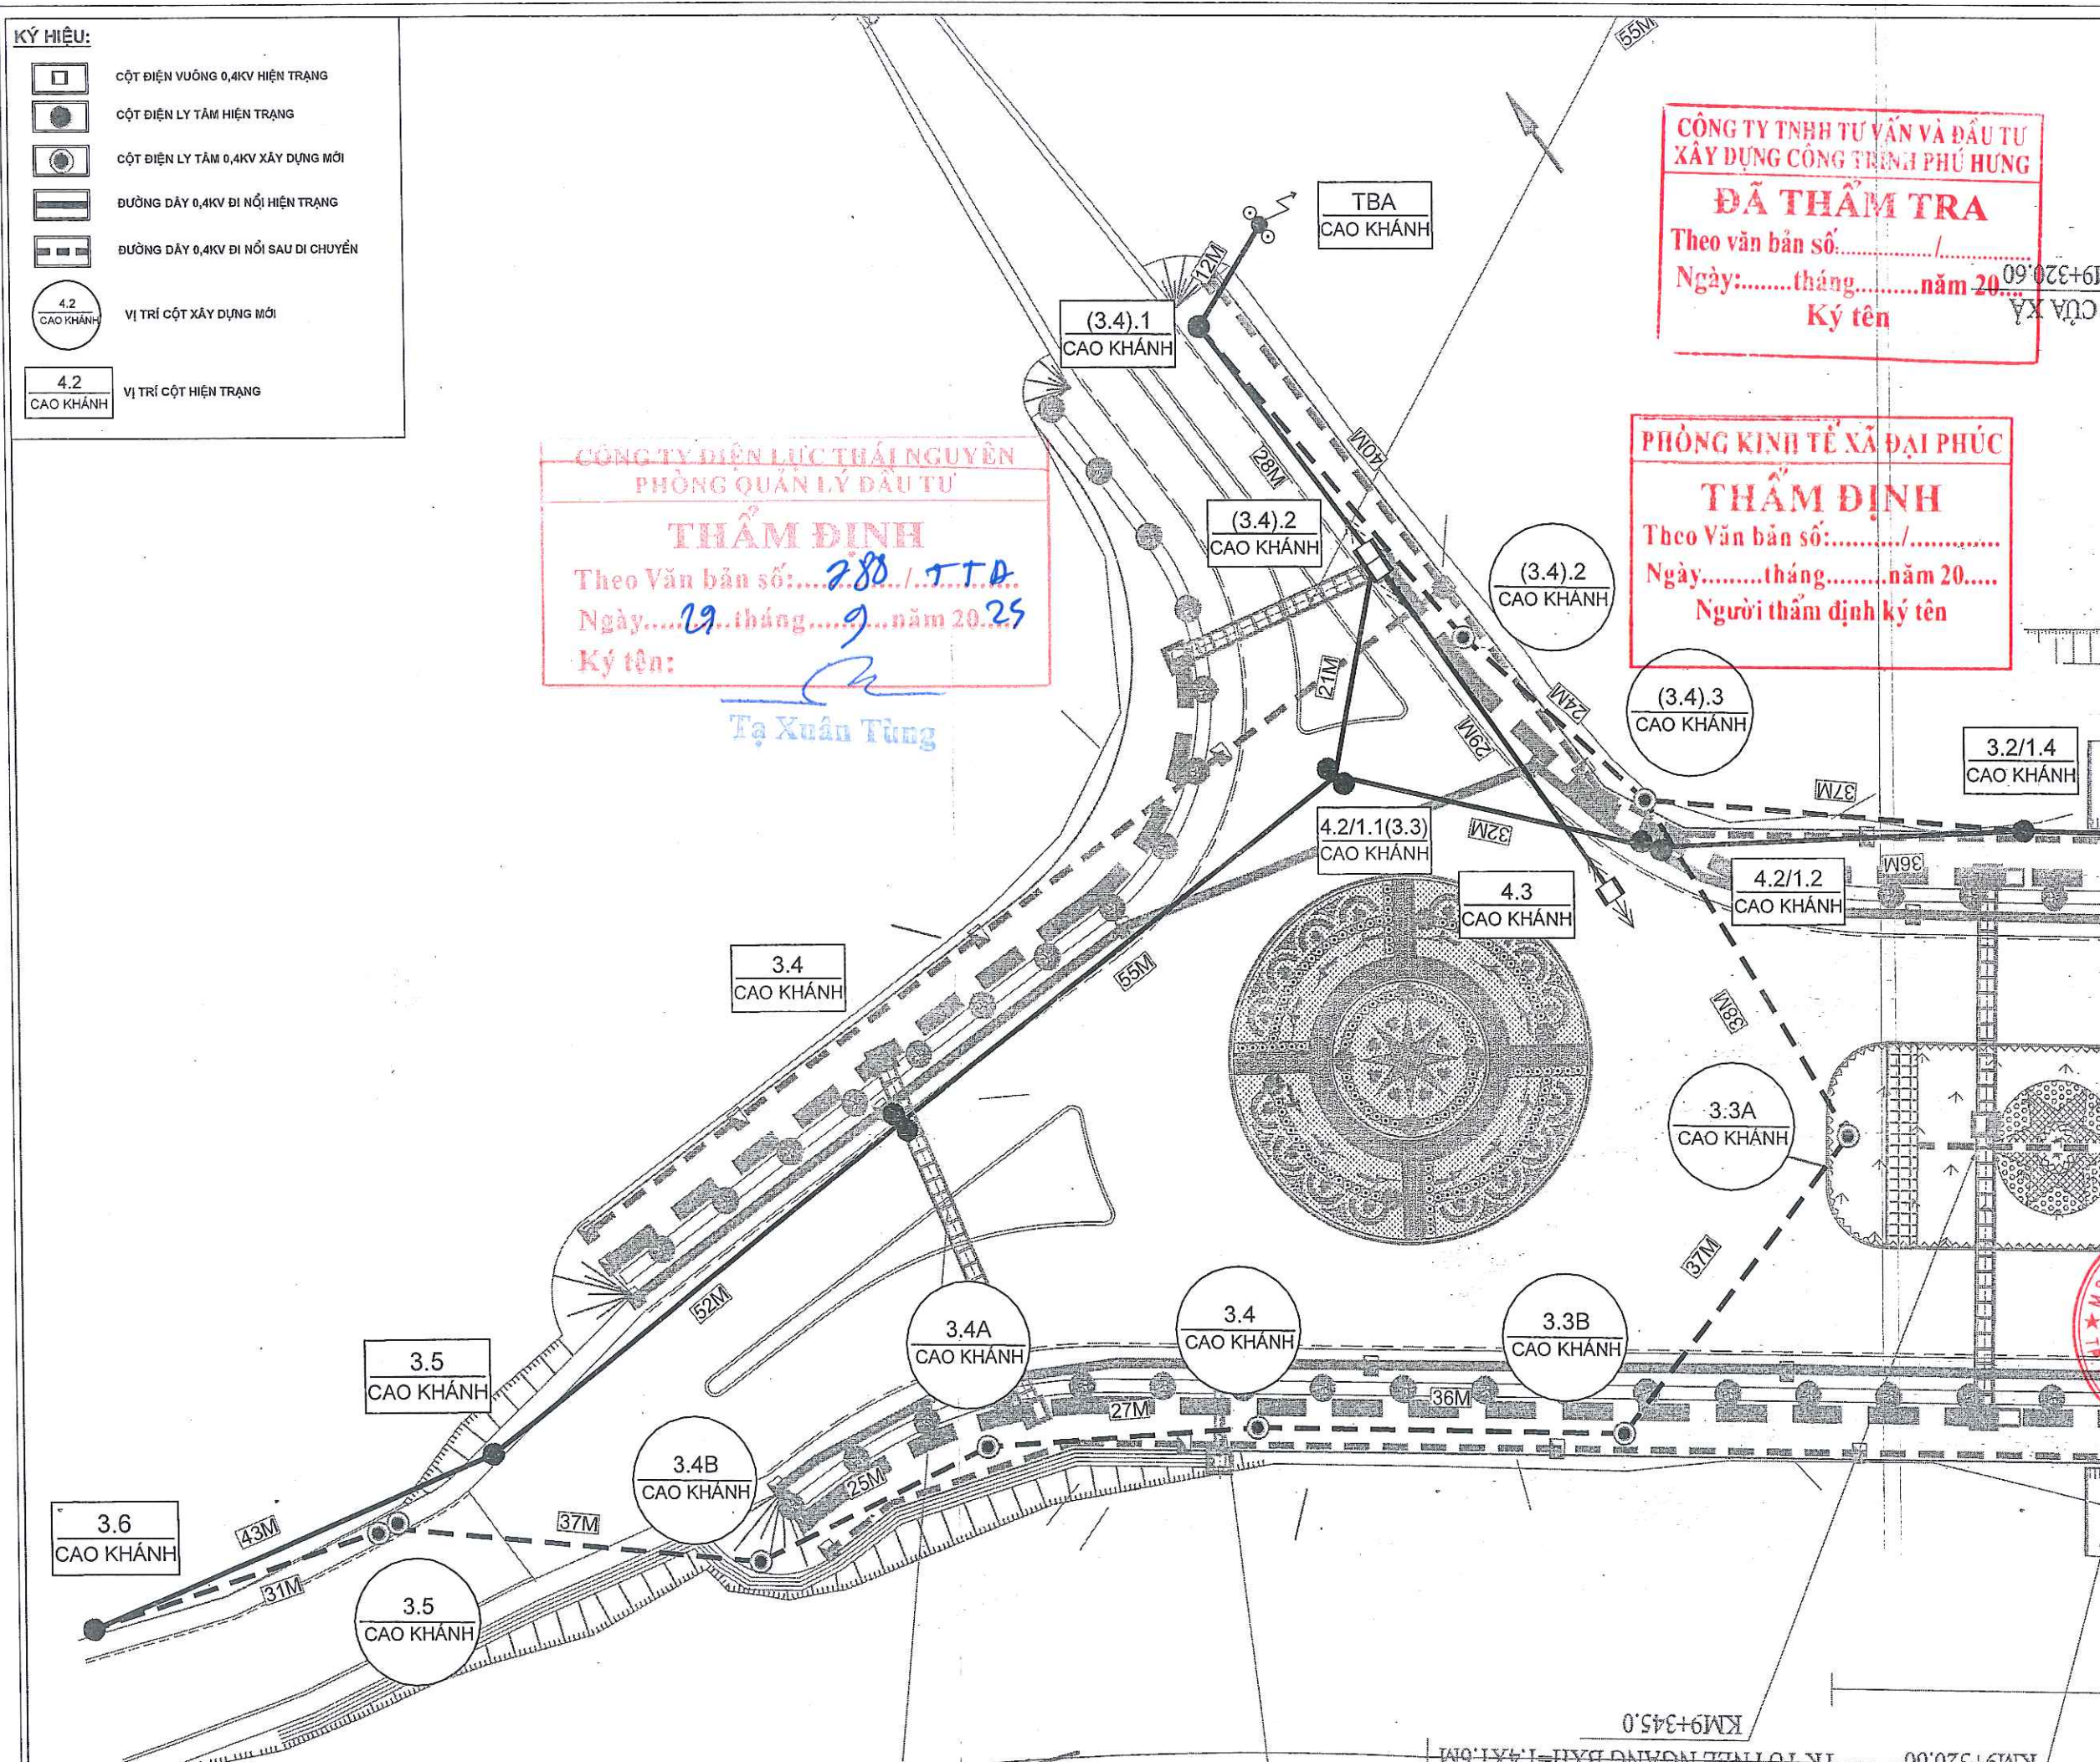 KÝ HIỆU:
CỘT ĐIỆN VUÔNG 0,4KV HIỆN TRẠNG
CỘT ĐIỆN LY TÂM HIỆN TRẠNG
CỘT ĐIỆN LY TÂM 0,4KV XÂY DỰNG MỚI
ĐƯỜNG DÂY 0,4KV ĐI NỔI HIỆN TRẠNG
ĐƯỜNG DÂY 0,4KV ĐI NỔI SAU DI CHUYỂN
4.2
CAO KHÁNH
VỊ TRÍ CỘT XÂY DỰNG MỚI
4.2
CAO KHÁNH
VỊ TRÍ CỘT HIỆN TRẠNG
55M
CÔNG TY TNHH TƯ VẤN VÀ ĐẦU TƯ
XÂY DỰNG CÔNG TRÌNH PHÚ HƯNG
ĐÃ THẨM TRA
Theo văn bản số:............../..............
Ngày:........tháng.........năm 20....
Ký tên
CỬA XẢ
TBA
CAO KHÁNH
12M
(3.4).1
CAO KHÁNH
28M
40M
CÔNG TY ĐIỆN LỰC THÁI NGUYÊN
PHÒNG QUẢN LÝ ĐẦU TƯ
THẨM ĐỊNH
Theo Văn bản số:....280../.TTĐ..
Ngày....29..tháng....9....năm 20.25
Ký tên:
Tạ Xuân Tùng
PHÒNG KINH TẾ XÃ ĐẠI PHÚC
THẨM ĐỊNH
Theo Văn bản số:........../.............
Ngày.........tháng.........năm 20.....
Người thẩm định ký tên
(3.4).2
CAO KHÁNH
(3.4).2
CAO KHÁNH
21M
29M
24M
(3.4).3
CAO KHÁNH
3.2/1.4
CAO KHÁNH
37M
4.2/1.1(3.3)
CAO KHÁNH
32M
36M
4.3
CAO KHÁNH
4.2/1.2
CAO KHÁNH
3.4
CAO KHÁNH
55M
38M
3.3A
CAO KHÁNH
37M
52M
3.5
CAO KHÁNH
3.4A
CAO KHÁNH
3.4
CAO KHÁNH
3.3B
CAO KHÁNH
27M
36M
3.4B
CAO KHÁNH
25M
3.6
CAO KHÁNH
43M
37M
31M
3.5
CAO KHÁNH
KM9+345.0